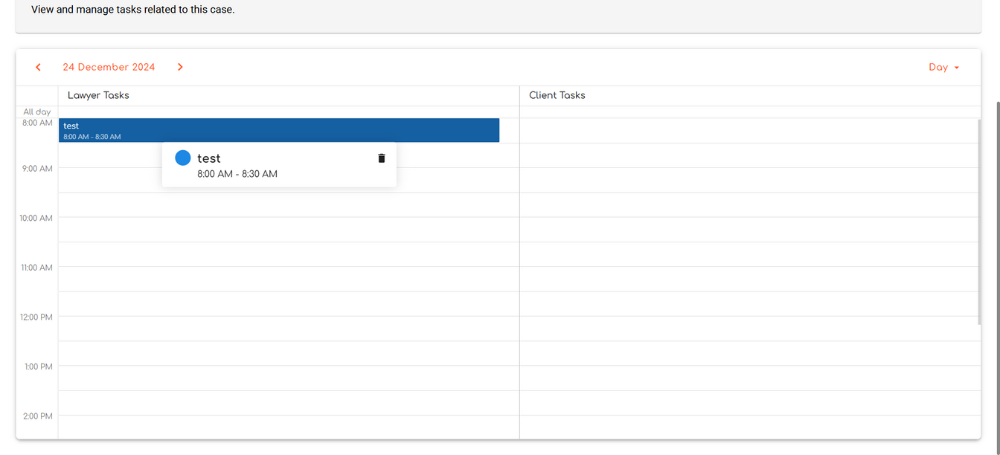 View and manage tasks related to this case.
24 December 2024
Day
Lawyer Tasks
Client Tasks
All day
8:00 AM
test
8:00 AM - 8:30 AM
test
8:00 AM - 8:30 AM
9:00 AM
10:00 AM
11:00 AM
12:00 PM
1:00 PM
2:00 PM